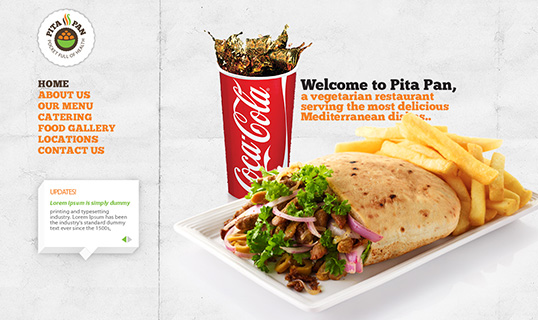 PITA PAN
POCKET FULL OF HEALTH
HOME
ABOUT US
OUR MENU
CATERING
FOOD GALLERY
LOCATIONS
CONTACT US
UPDATES!
Lorem Ipsum is simply dummy
printing and typesetting
industry. Lorem Ipsum has been
the industry's standard dummy
text ever since the 1500s,
Coca-Cola
Welcome to Pita Pan,
a vegetarian restaurant
serving the most delicious
Mediterranean dishes..